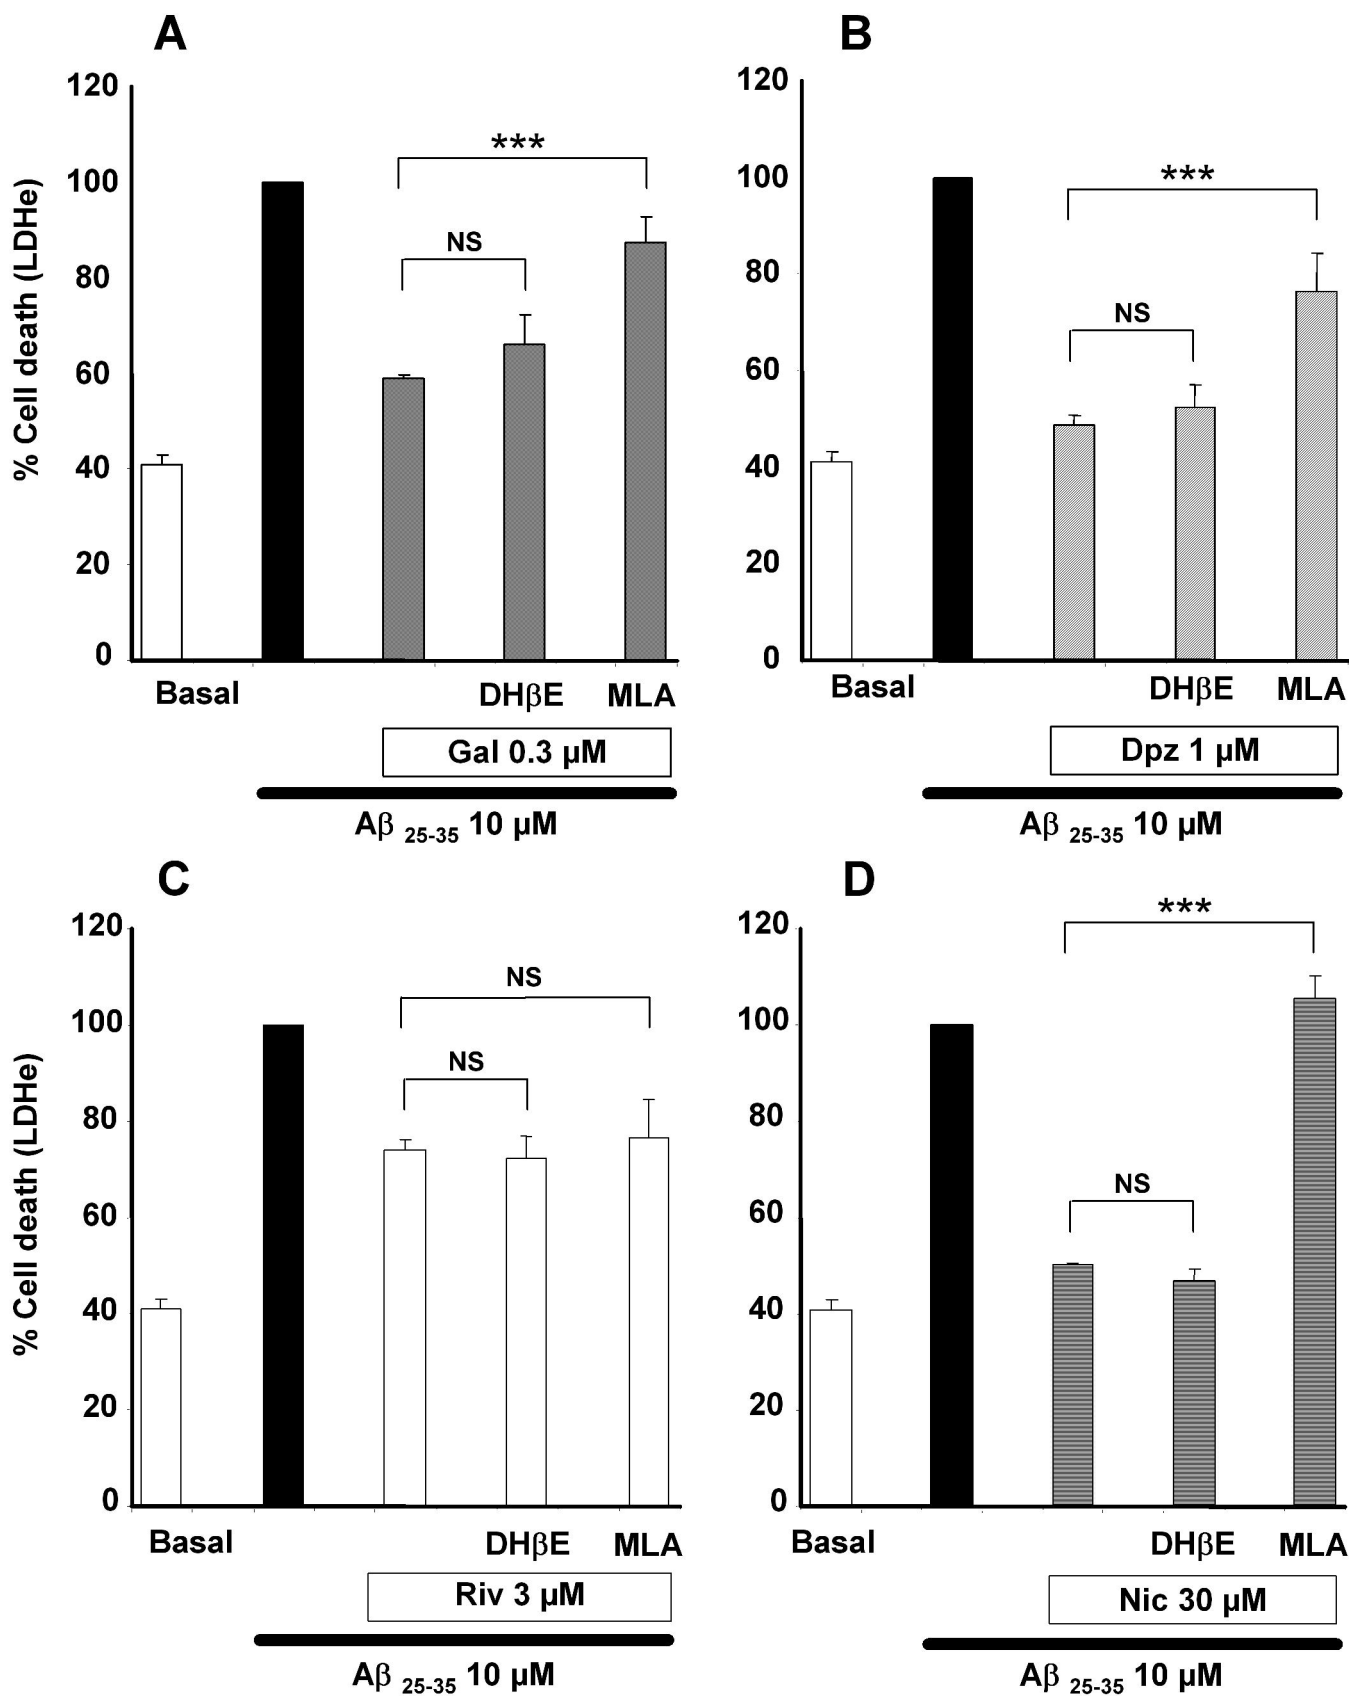 A
% Cell death (LDHe)
120
100
80
60
40
20
0
***
NS
Basal
DHβE
MLA
Gal 0.3 µM
Aβ 25-35 10 µM
B
120
100
80
60
40
20
0
***
NS
Basal
DHβE
MLA
Dpz 1 µM
Aβ 25-35 10 µM
C
% Cell death (LDHe)
120
100
80
60
40
20
0
NS
NS
Basal
DHβE
MLA
Riv 3 µM
Aβ 25-35 10 µM
D
120
100
80
60
40
20
0
***
NS
Basal
DHβE
MLA
Nic 30 µM
Aβ 25-35 10 µM